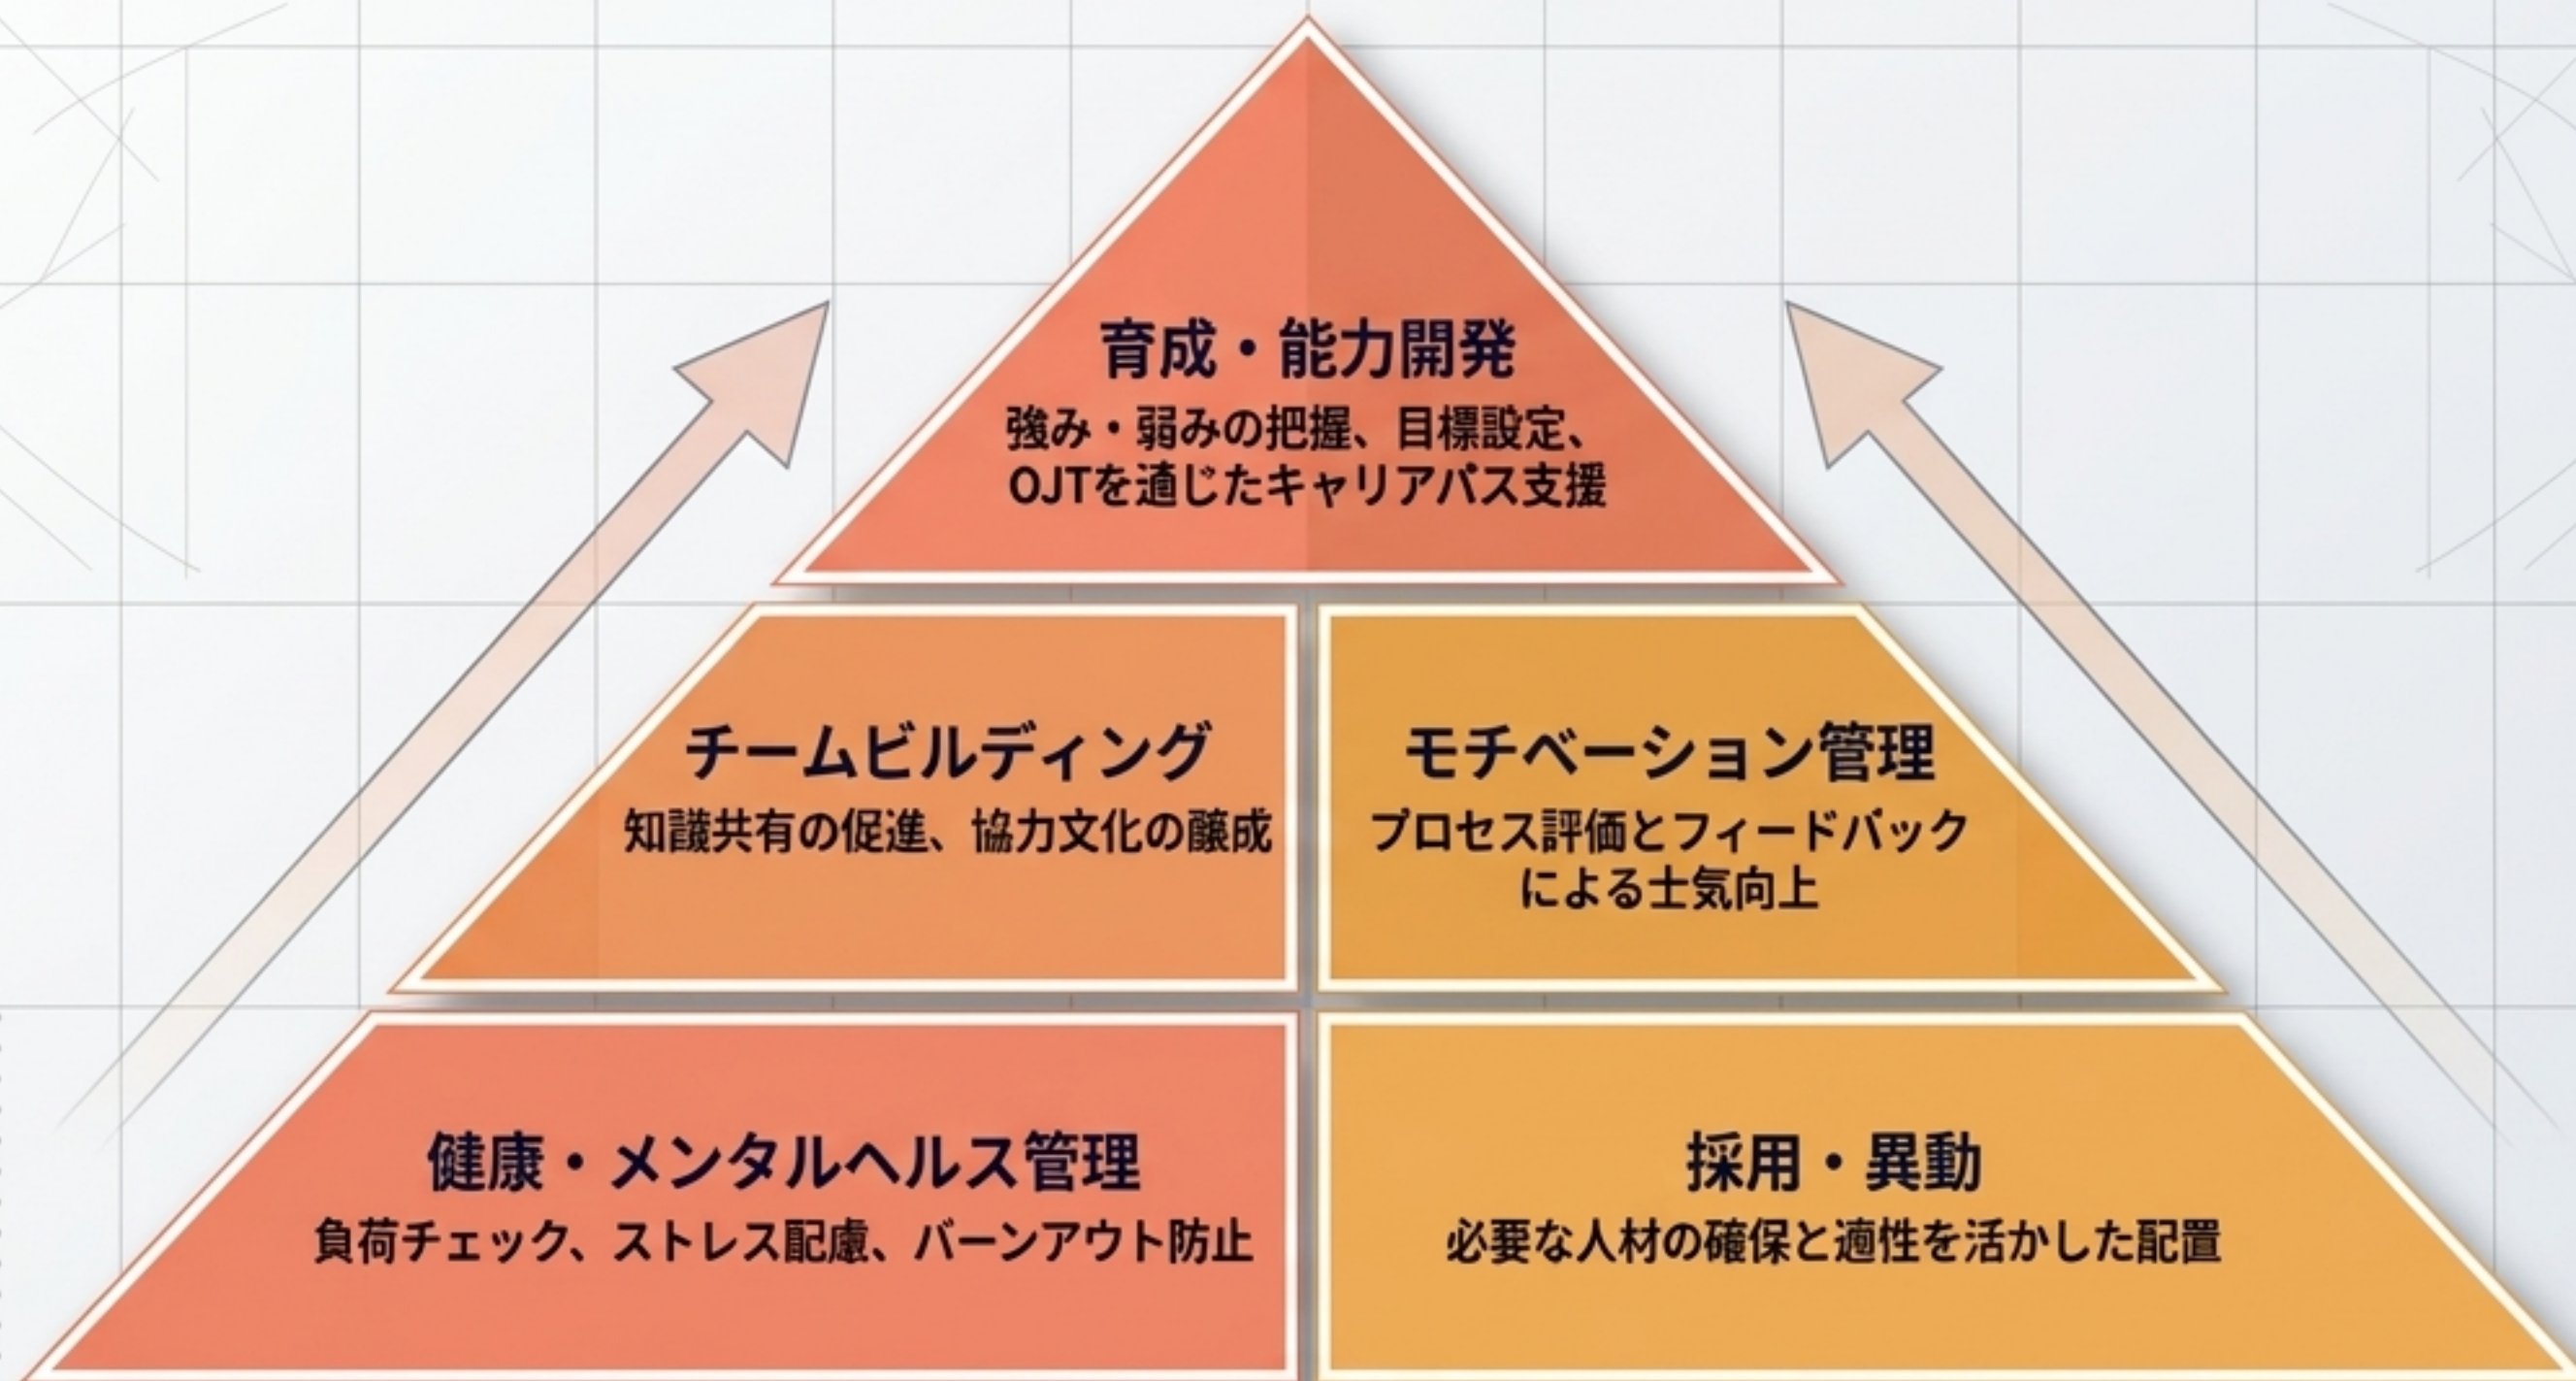 育成・能力開発
強み・弱みの把握、目標設定、
OJTを通じたキャリアパス支援
チームビルディング
知識共有の促進、協力文化の醸成
モチベーション管理
プロセス評価とフィードバック
による士気向上
健康・メンタルヘルス管理
負荷チェック、ストレス配慮、バーンアウト防止
採用・異動
必要な人材の確保と適性を活かした配置